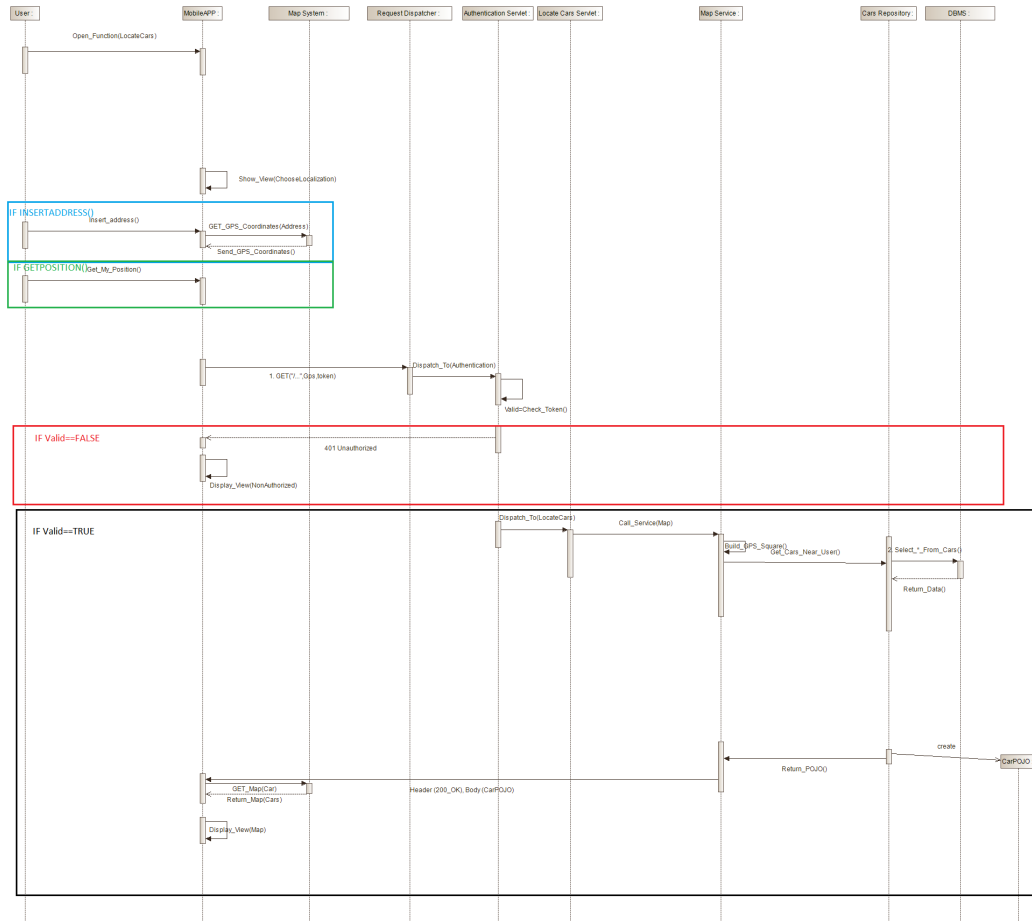 User :
MobileAPP :
Map System :
Request Dispatcher :
Authentication Servlet :
Locate Cars Servlet :
Map Service :
Cars Repository :
DBMS :
Open_Function(LocateCars)
Show_View(ChooseLocalization)
IF INSERTADDRESS()
Insert_address()
GET_GPS_Coordinates(Address)
Send_GPS_Coordinates()
IF GETPOSITION()
Get_My_Position()
Dispatch_To(Authentication)
1. GET("/...",Gps,token)
Valid=Check_Token()
IF Valid==FALSE
401 Unauthorized
Display_View(NonAuthorized)
IF Valid==TRUE
Dispatch_To(LocateCars)
Call_Service(Map)
Build_GPS_Square()
Get_Cars_Near_User()
2. Select_*_From_Cars()
Return_Data()
create
CarPOJO
Return_POJO()
GET_Map(Car)
Header (200_OK), Body (CarPOJO)
Return_Map(Cars)
Display_View(Map)